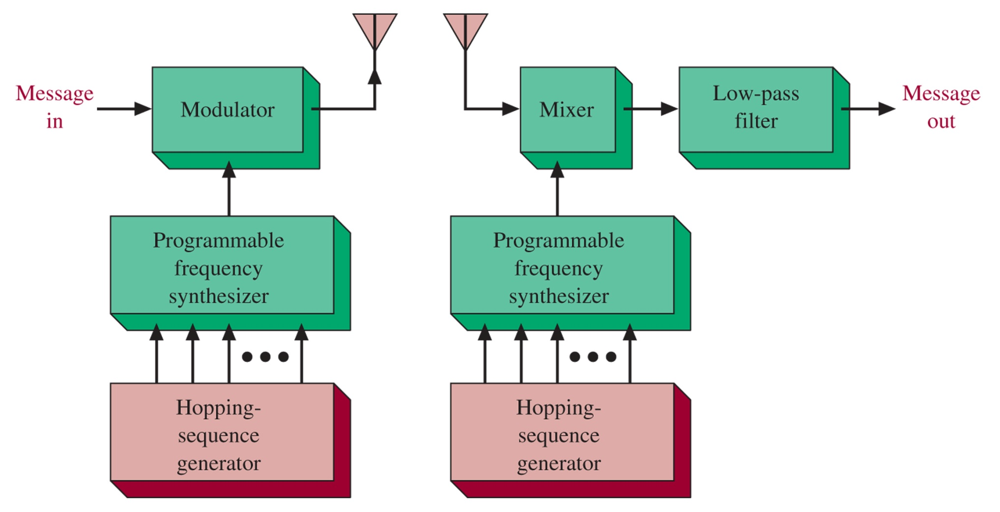 Message
in
Modulator
Mixer
Low-pass
filter
Message
out
Programmable
frequency
synthesizer
Programmable
frequency
synthesizer
Hopping-
sequence
generator
Hopping-
sequence
generator